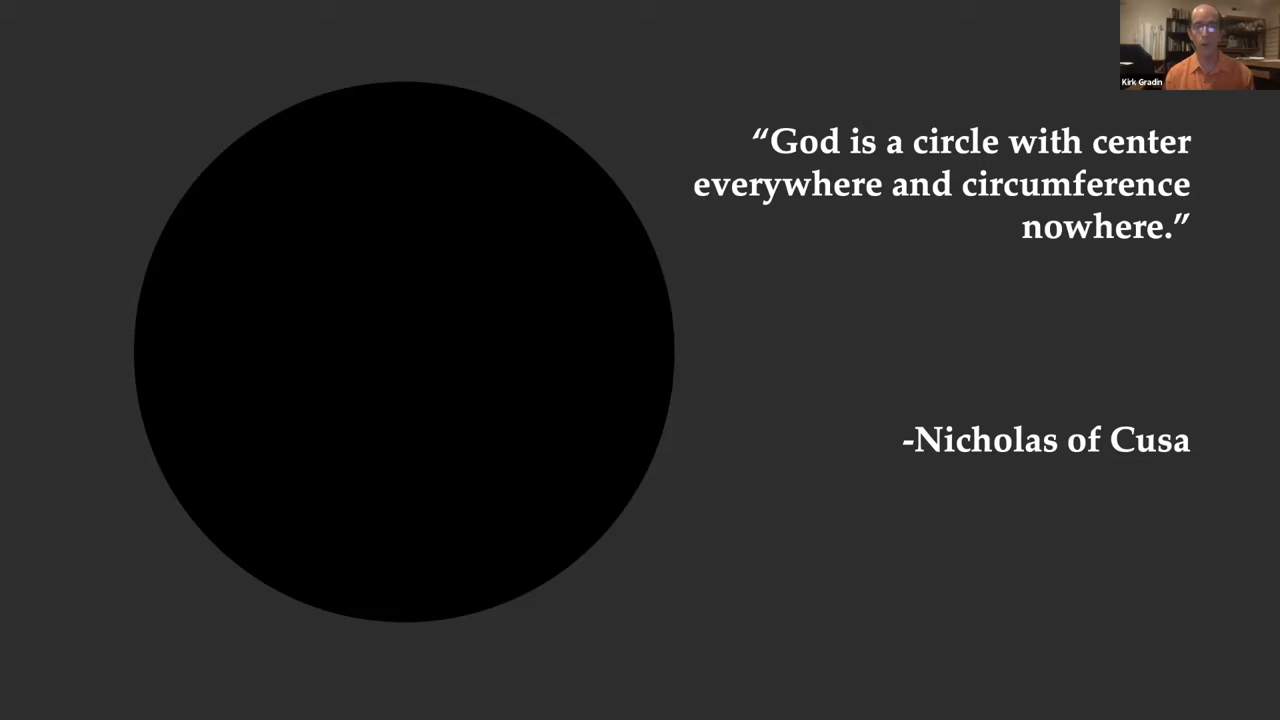 Kirk Gradin
“God is a circle with center
everywhere and circumference
nowhere.”
-Nicholas of Cusa